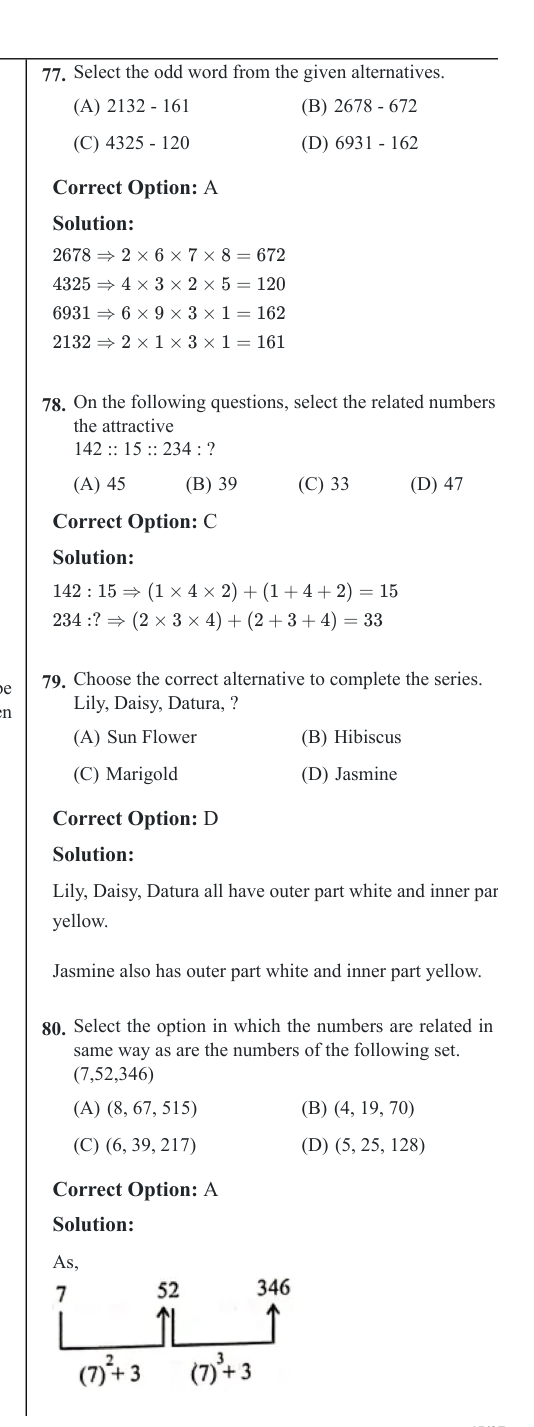 77. Select the odd word from the given alternatives.
(A) 2132 - 161 (B) 2678 - 672
(C) 4325 - 120 (D) 6931 - 162
Correct Option: A
Solution:
2678 ⇒ 2 × 6 × 7 × 8 = 672
4325 ⇒ 4 × 3 × 2 × 5 = 120
6931 ⇒ 6 × 9 × 3 × 1 = 162
2132 ⇒ 2 × 1 × 3 × 1 = 161
78. On the following questions, select the related numbers
the attractive
142 :: 15 :: 234 : ?
(A) 45 (B) 39 (C) 33 (D) 47
Correct Option: C
Solution:
142 : 15 ⇒ (1 × 4 × 2) + (1 + 4 + 2) = 15
234 :? ⇒ (2 × 3 × 4) + (2 + 3 + 4) = 33
79. Choose the correct alternative to complete the series.
Lily, Daisy, Datura, ?
(A) Sun Flower (B) Hibiscus
(C) Marigold (D) Jasmine
Correct Option: D
Solution:
Lily, Daisy, Datura all have outer part white and inner par
yellow.
Jasmine also has outer part white and inner part yellow.
80. Select the option in which the numbers are related in
same way as are the numbers of the following set.
(7,52,346)
(A) (8, 67, 515) (B) (4, 19, 70)
(C) (6, 39, 217) (D) (5, 25, 128)
Correct Option: A
Solution:
As,
7 52 346
(7)²+ 3 (7)³+ 3